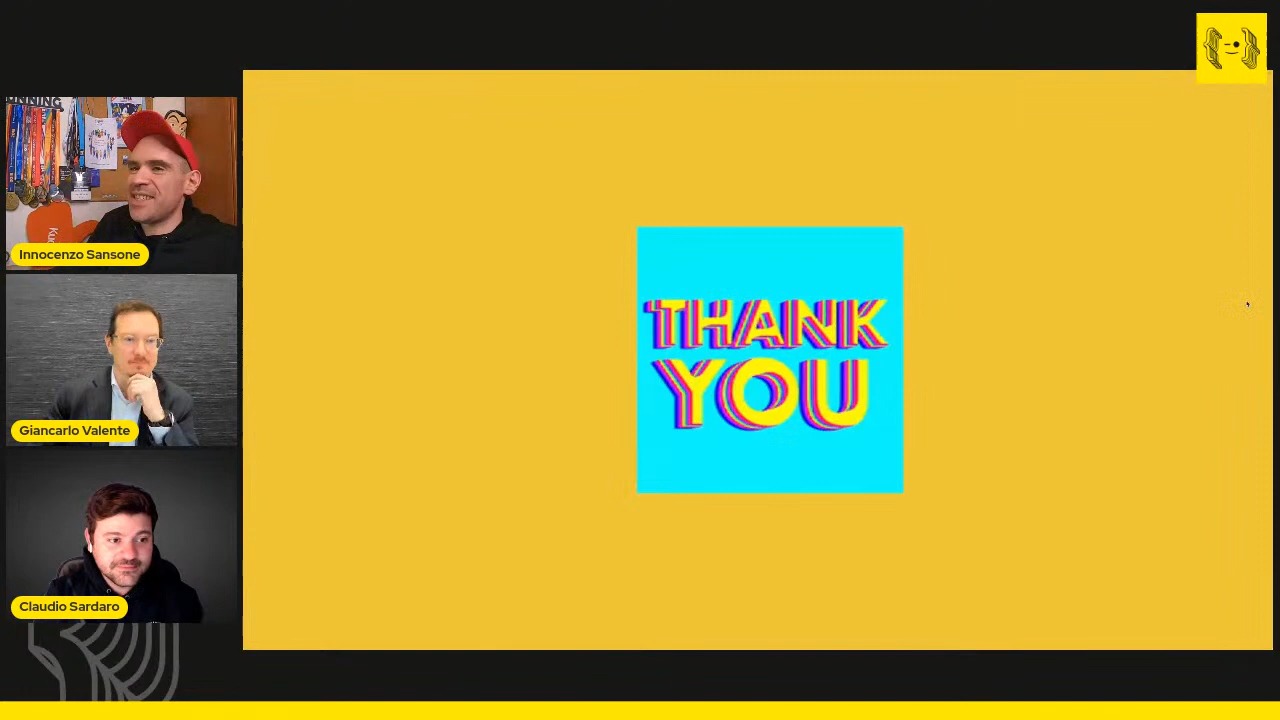 Innocenzo Sansone
Giancarlo Valente
Claudio Sardaro
THANK
YOU